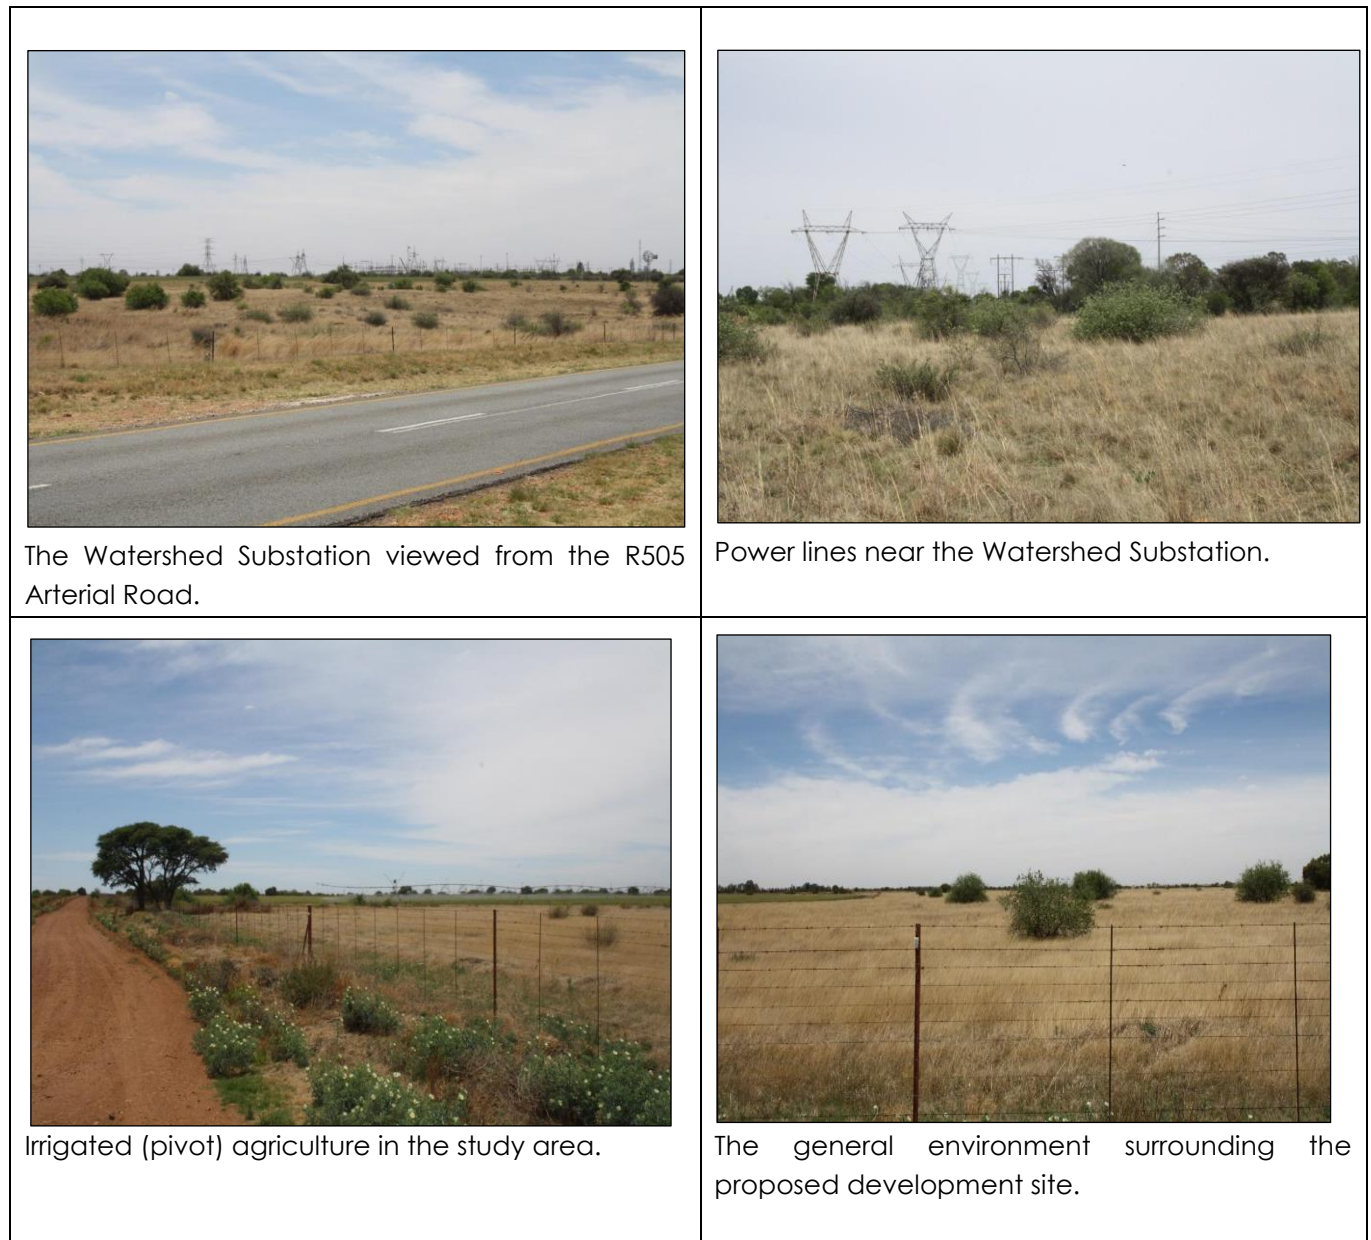 The Watershed Substation viewed from the R505
Arterial Road.
Power lines near the Watershed Substation.
Irrigated (pivot) agriculture in the study area.
The general environment surrounding the
proposed development site.